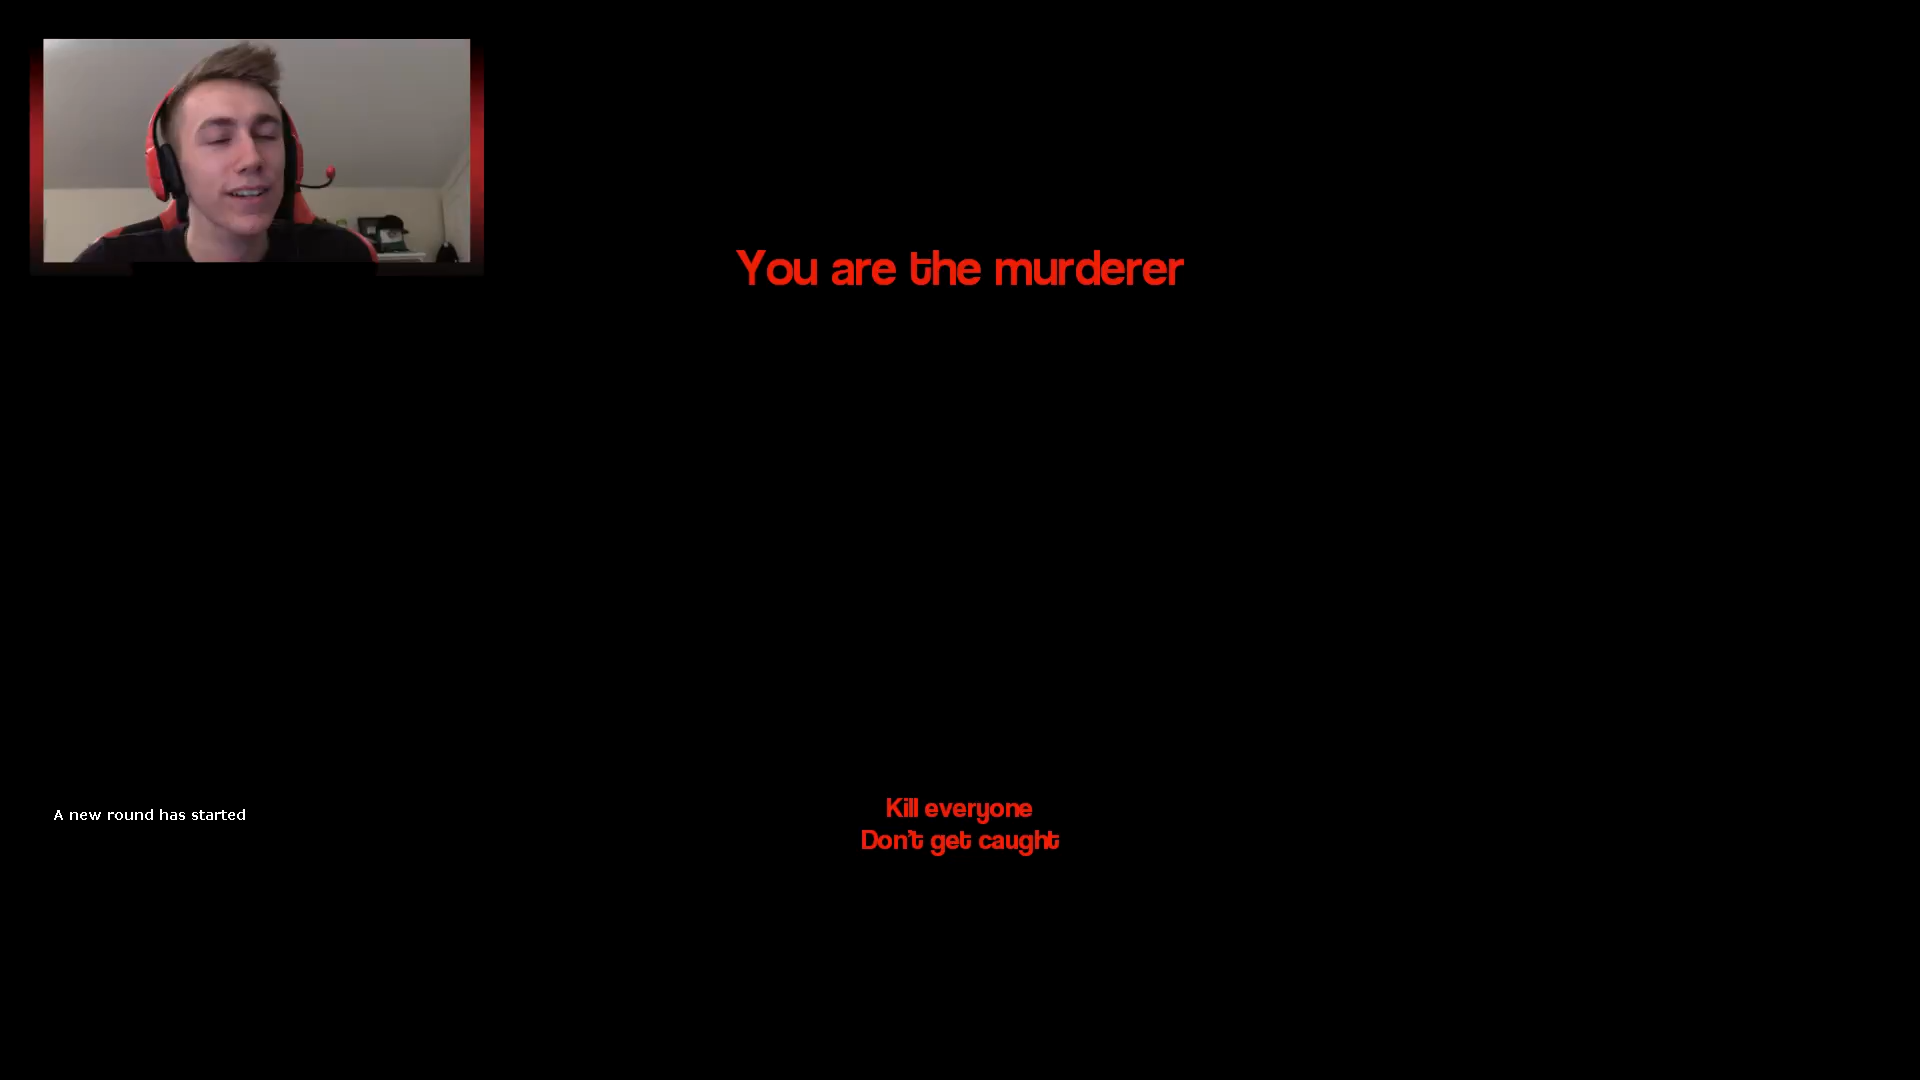 You are the murderer
Kill everyone
Don't get caught
A new round has started